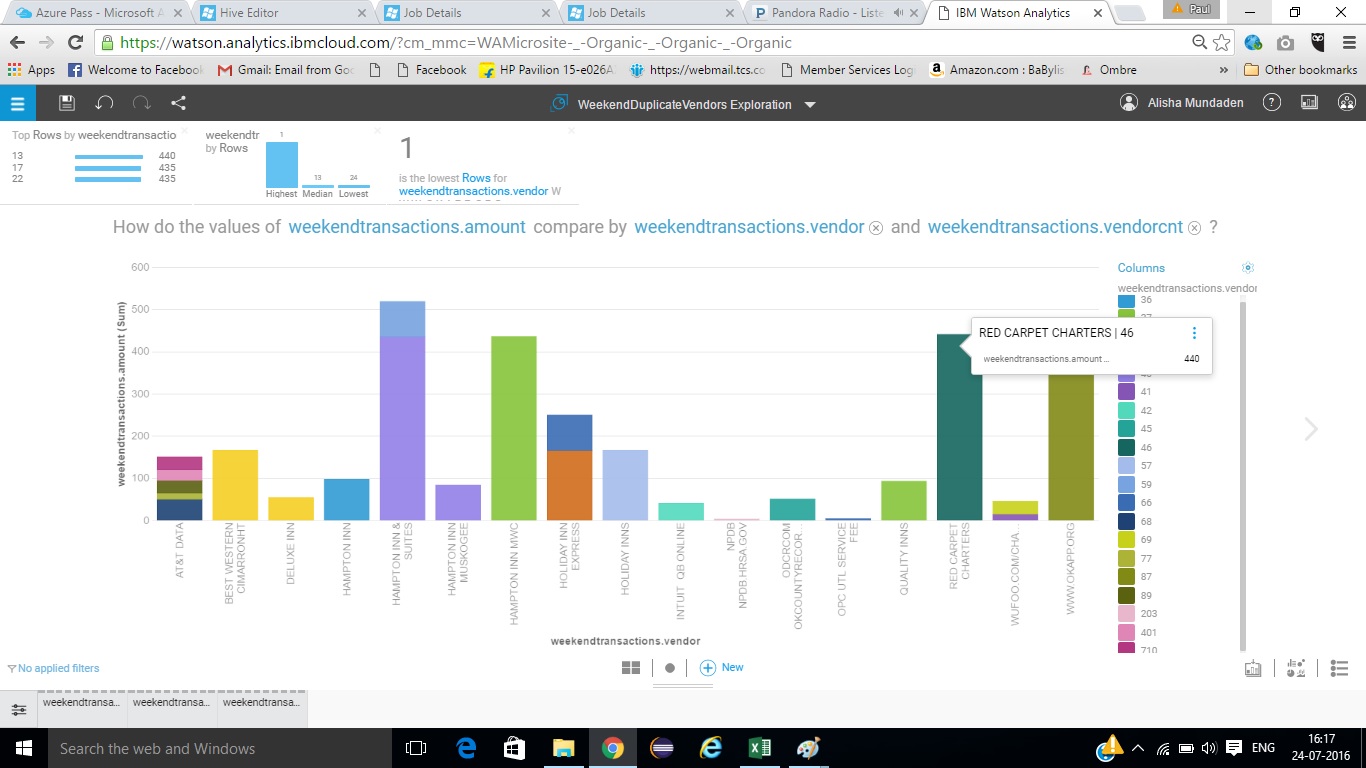 Azure Pass - Microsoft A
Hive Editor
Job Details
Job Details
Pandora Radio - Liste
IBM Watson Analytics
Paul
https://watson.analytics.ibmcloud.com/?cm_mmc=WAMicrosite-_-Organic-_-Organic-_-Organic
Apps
Welcome to Facebook
Gmail: Email from Goo
Facebook
HP Pavilion 15-e026A
https://webmail.tcs.co
Member Services Log
Amazon.com : BaBylis
Ombre
»
Other bookmarks
WeekendDuplicateVendors Exploration
Alisha Mundaden
?
Top Rows by weekendtransactio
13 440
17 435
22 435
weekendtr
by Rows
1
13
24
Highest Median Lowest
1
is the lowest Rows for
weekendtransactions.vendor W
How do the values of weekendtransactions.amount compare by weekendtransactions.vendor and weekendtransactions.vendorcnt ?
weekendtransactions.amount (Sum)
600
500
400
300
200
100
0
AT&T DATA
BEST WESTERN
CIMARRONHT
DELUXE INN
HAMPTON INN
HAMPTON INN &
SUITES
HAMPTON INN
MUSKOGEE
HAMPTON INN MWC
HOLIDAY INN
EXPRESS
HOLIDAY INNS
INTUIT QB ONLINE
NPDB
NPDB HRSA GOV
ODCRCOM
OKCOUNTYRECOR...
OPC UTL SERVICE
FEE
QUALITY INNS
RED CARPET
CHARTERS
WUFOO.COM/CHA...
WWW.OKAPP.ORG
weekendtransactions.vendor
RED CARPET CHARTERS | 46
weekendtransactions.amount ... 440
Columns
weekendtransactions.vendor
36
37
40
41
42
45
46
57
59
66
68
69
77
87
89
203
401
710
No applied filters
New
weekendtransa...
weekendtransa...
weekendtransa...
Search the web and Windows
ENG
16:17
24-07-2016